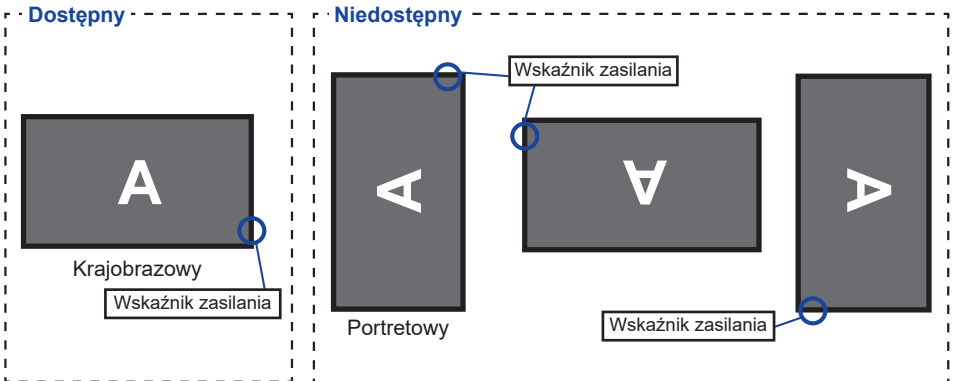 Dostępny
A
Krajobrazowy
Wskaźnik zasilania
Niedostępny
Wskaźnik zasilania
A
A
A
Portretowy
Wskaźnik zasilania